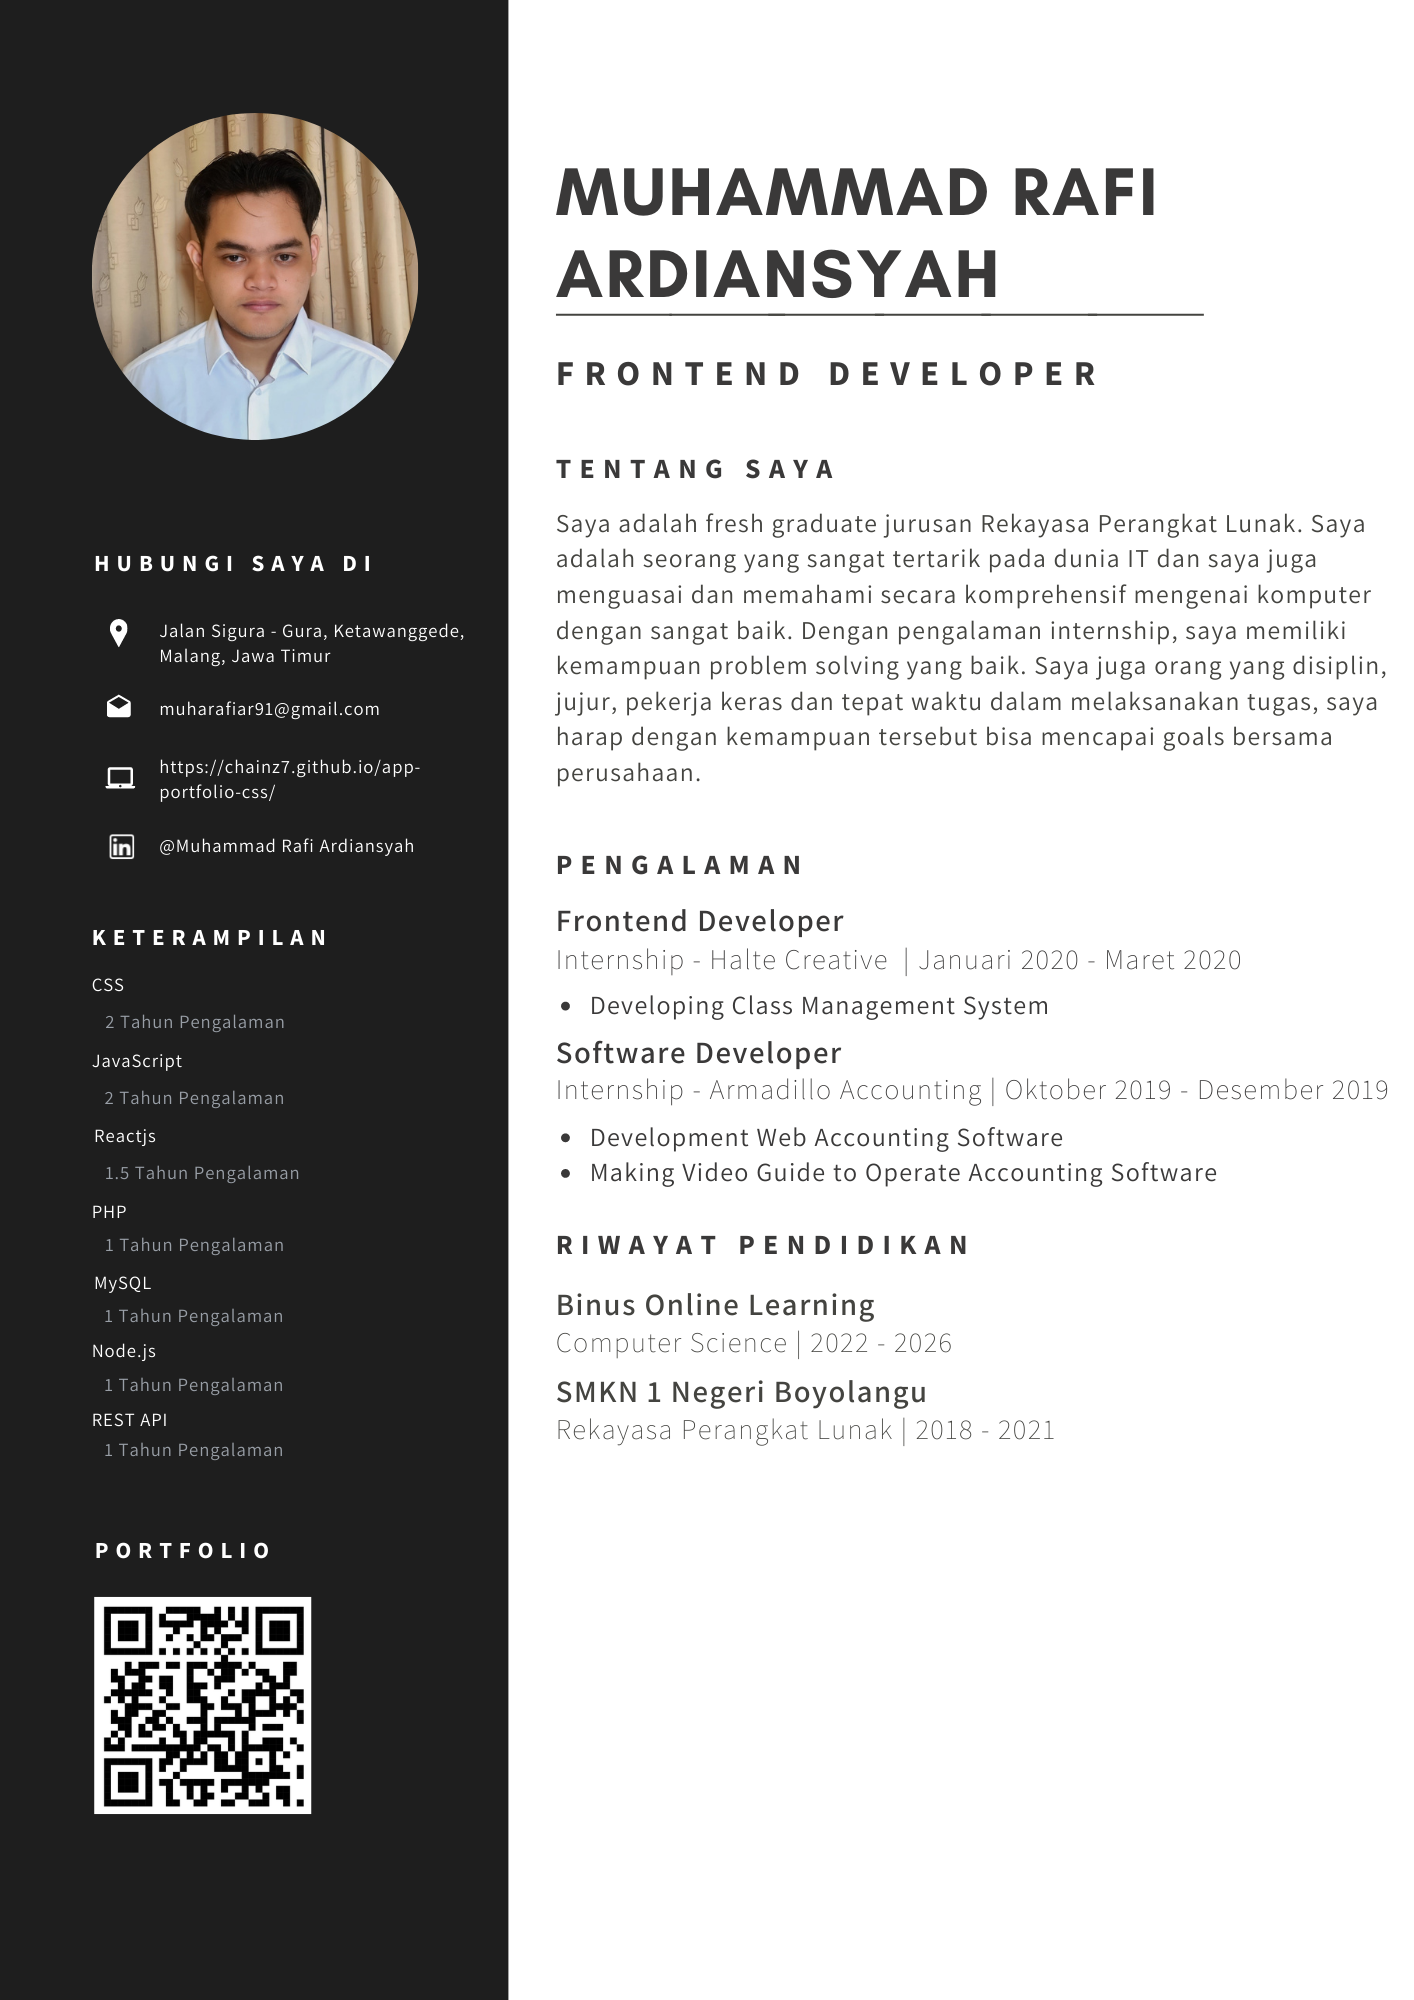 MUHAMMAD RAFI
ARDIANSYAH
FRONTEND DEVELOPER
HUBUNGI SAYA DI
Jalan Sigura - Gura, Ketawanggede,
Malang, Jawa Timur
muharafiar91@gmail.com
https://chainz7.github.io/app-
portfolio-css/
@Muhammad Rafi Ardiansyah
KETERAMPILAN
CSS
2 Tahun Pengalaman
JavaScript
2 Tahun Pengalaman
Reactjs
1.5 Tahun Pengalaman
PHP
1 Tahun Pengalaman
MySQL
1 Tahun Pengalaman
Node.js
1 Tahun Pengalaman
REST API
1 Tahun Pengalaman
PORTFOLIO
TENTANG SAYA
Saya adalah fresh graduate jurusan Rekayasa Perangkat Lunak. Saya
adalah seorang yang sangat tertarik pada dunia IT dan saya juga
menguasai dan memahami secara komprehensif mengenai komputer
dengan sangat baik. Dengan pengalaman internship, saya memiliki
kemampuan problem solving yang baik. Saya juga orang yang disiplin,
jujur, pekerja keras dan tepat waktu dalam melaksanakan tugas, saya
harap dengan kemampuan tersebut bisa mencapai goals bersama
perusahaan.
PENGALAMAN
Frontend Developer
Internship - Halte Creative | Januari 2020 - Maret 2020
• Developing Class Management System
Software Developer
Internship - Armadillo Accounting | Oktober 2019 - Desember 2019
• Development Web Accounting Software
• Making Video Guide to Operate Accounting Software
RIWAYAT PENDIDIKAN
Binus Online Learning
Computer Science | 2022 - 2026
SMKN 1 Negeri Boyolangu
Rekayasa Perangkat Lunak | 2018 - 2021